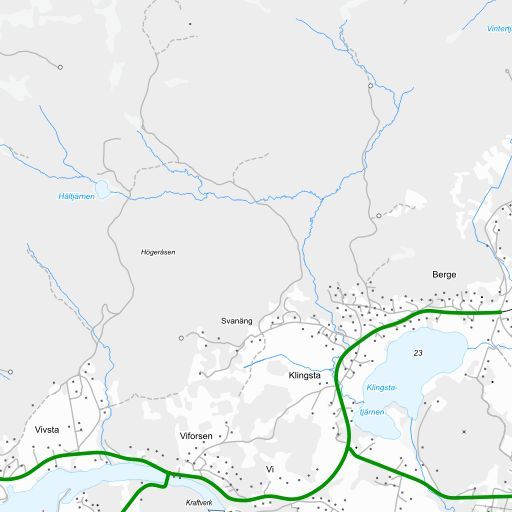 Vintertj
Hältjärnen
Högeråsen
Berge
Svanäng
23
Klingsta
Klingsta-
tjärnen
Vivsta
Viforsen
Vi
Kraftverk